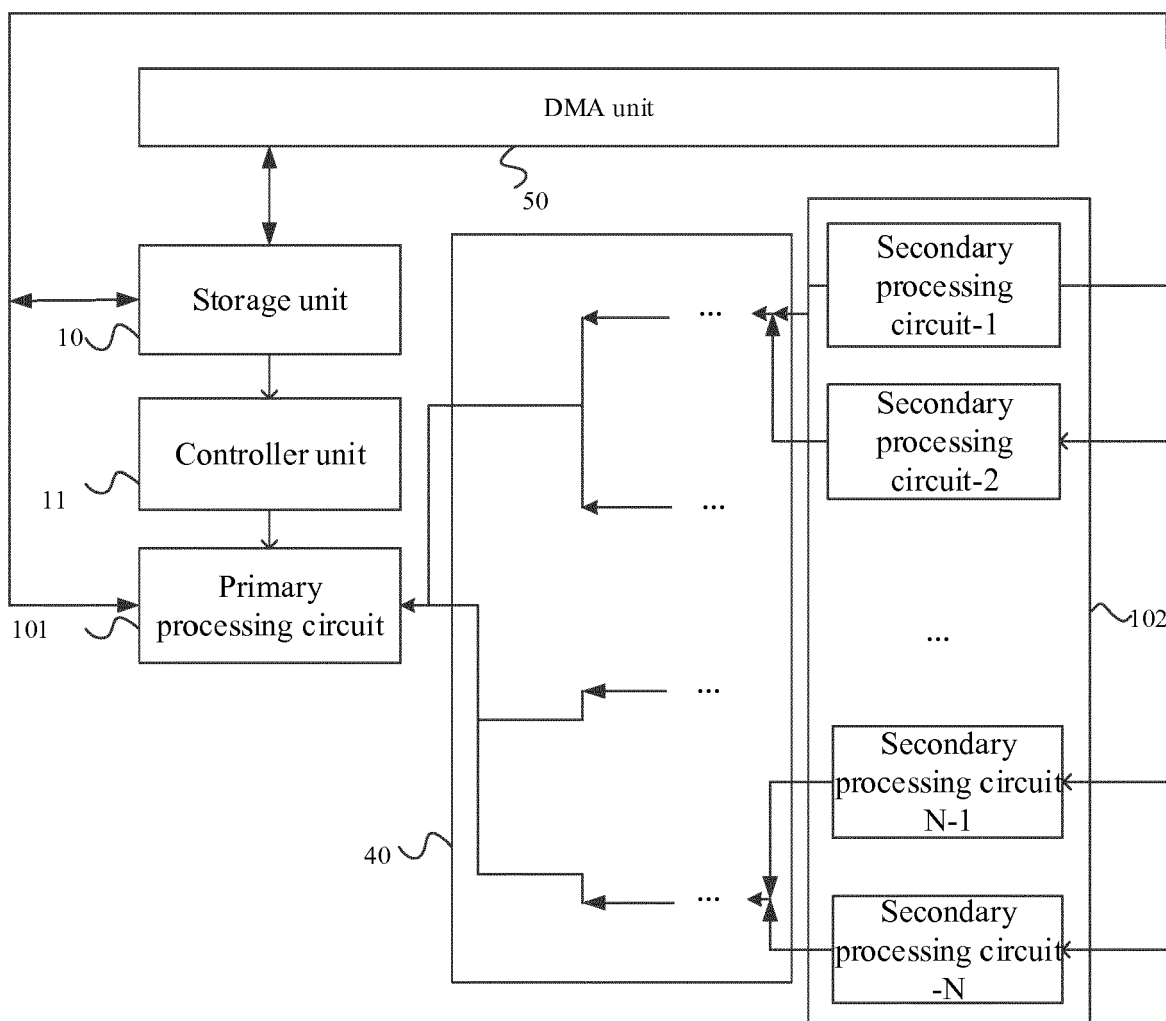 DMA unit
50
Storage unit
10
Controller unit
11
Primary
processing circuit
101
40
...
...
...
...
Secondary
processing
circuit-1
Secondary
processing
circuit-2
...
102
Secondary
processing circuit
N-1
Secondary
processing circuit
-N